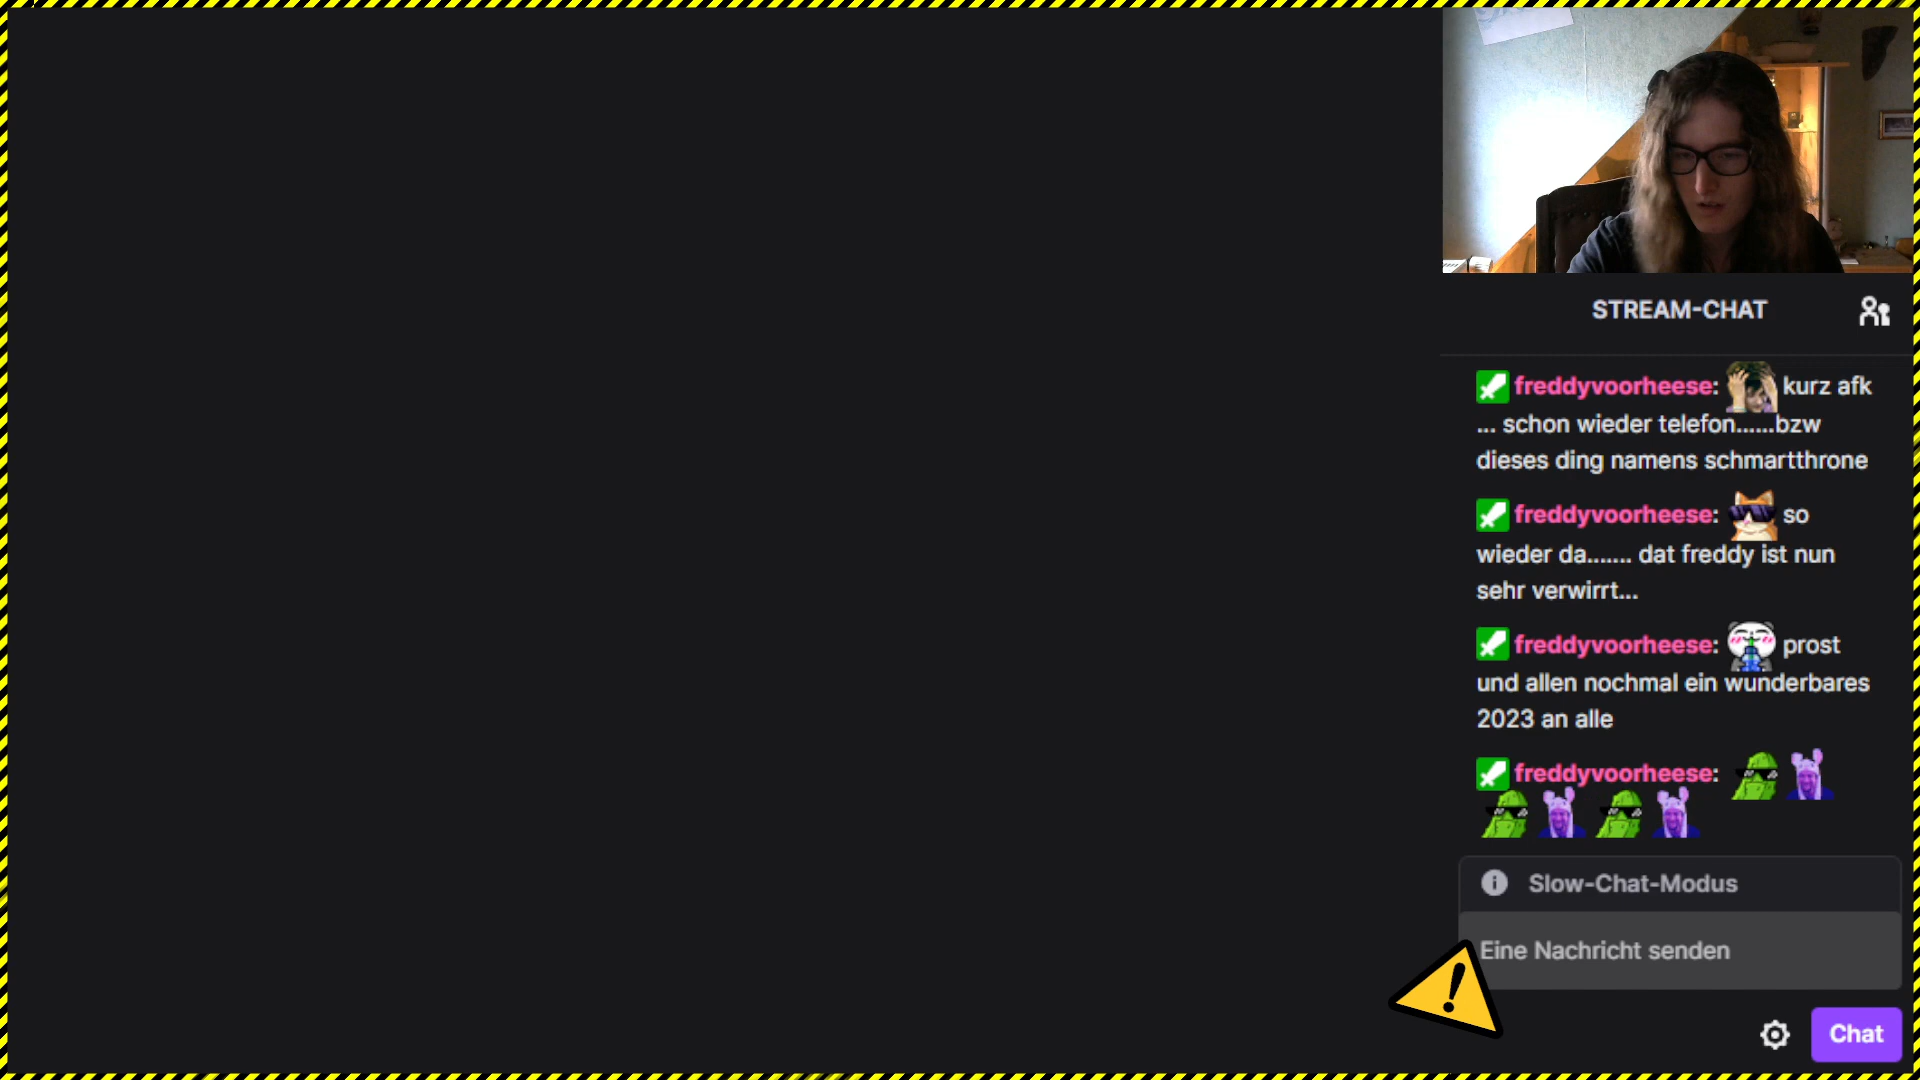 STREAM-CHAT
freddyvoorheese: kurz afk
... schon wieder telefon......bzw
dieses ding namens schmartthrone
freddyvoorheese: so
wieder da....... dat freddy ist nun
sehr verwirrt...
freddyvoorheese: prost
und allen nochmal ein wunderbares
2023 an alle
freddyvoorheese:
Slow-Chat-Modus
Eine Nachricht senden
Chat